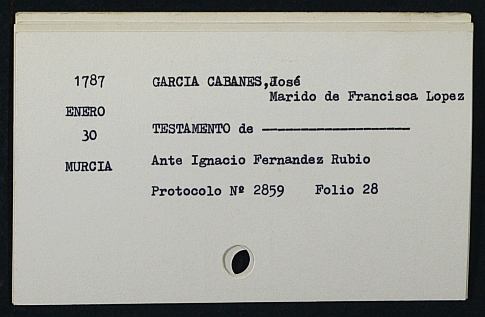 1787 GARCIA CABANES, José
Marido de Francisca Lopez
ENERO
30 TESTAMENTO de --------------------
MURCIA Ante Ignacio Fernandez Rubio
Protocolo Nº 2859 Folio 28